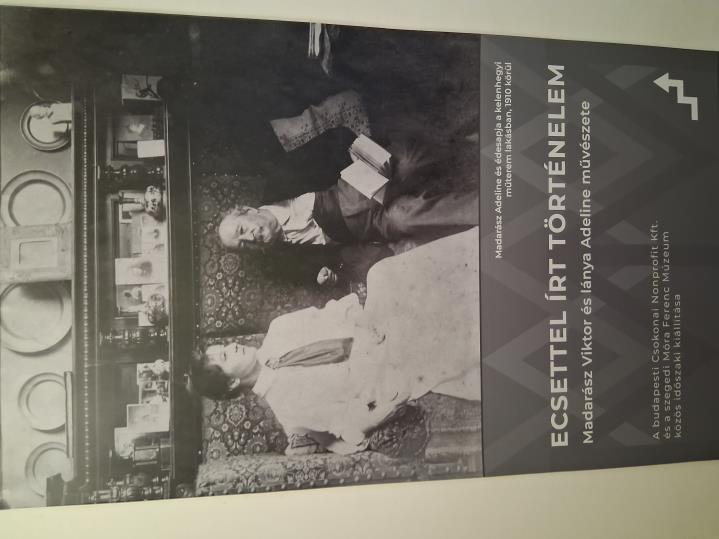 Madarász Adeline és édesapja a kelenhegyi
műterem lakásban, 1910 körül
ECSETTEL ÍRT TÖRTÉNELEM
Madarász Viktor és lánya Adeline művészete
A budapesti Csokonai Nonprofit Kft.
és a szegedi Móra Ferenc Múzeum
közös időszaki kiállítása